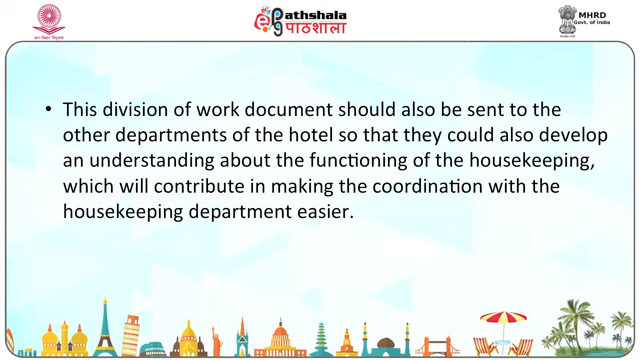 ePathshala
पाठशाला
MHRD
Govt. of India
• This division of work document should also be sent to the
other departments of the hotel so that they could also develop
an understanding about the functioning of the housekeeping,
which will contribute in making the coordination with the
housekeeping department easier.